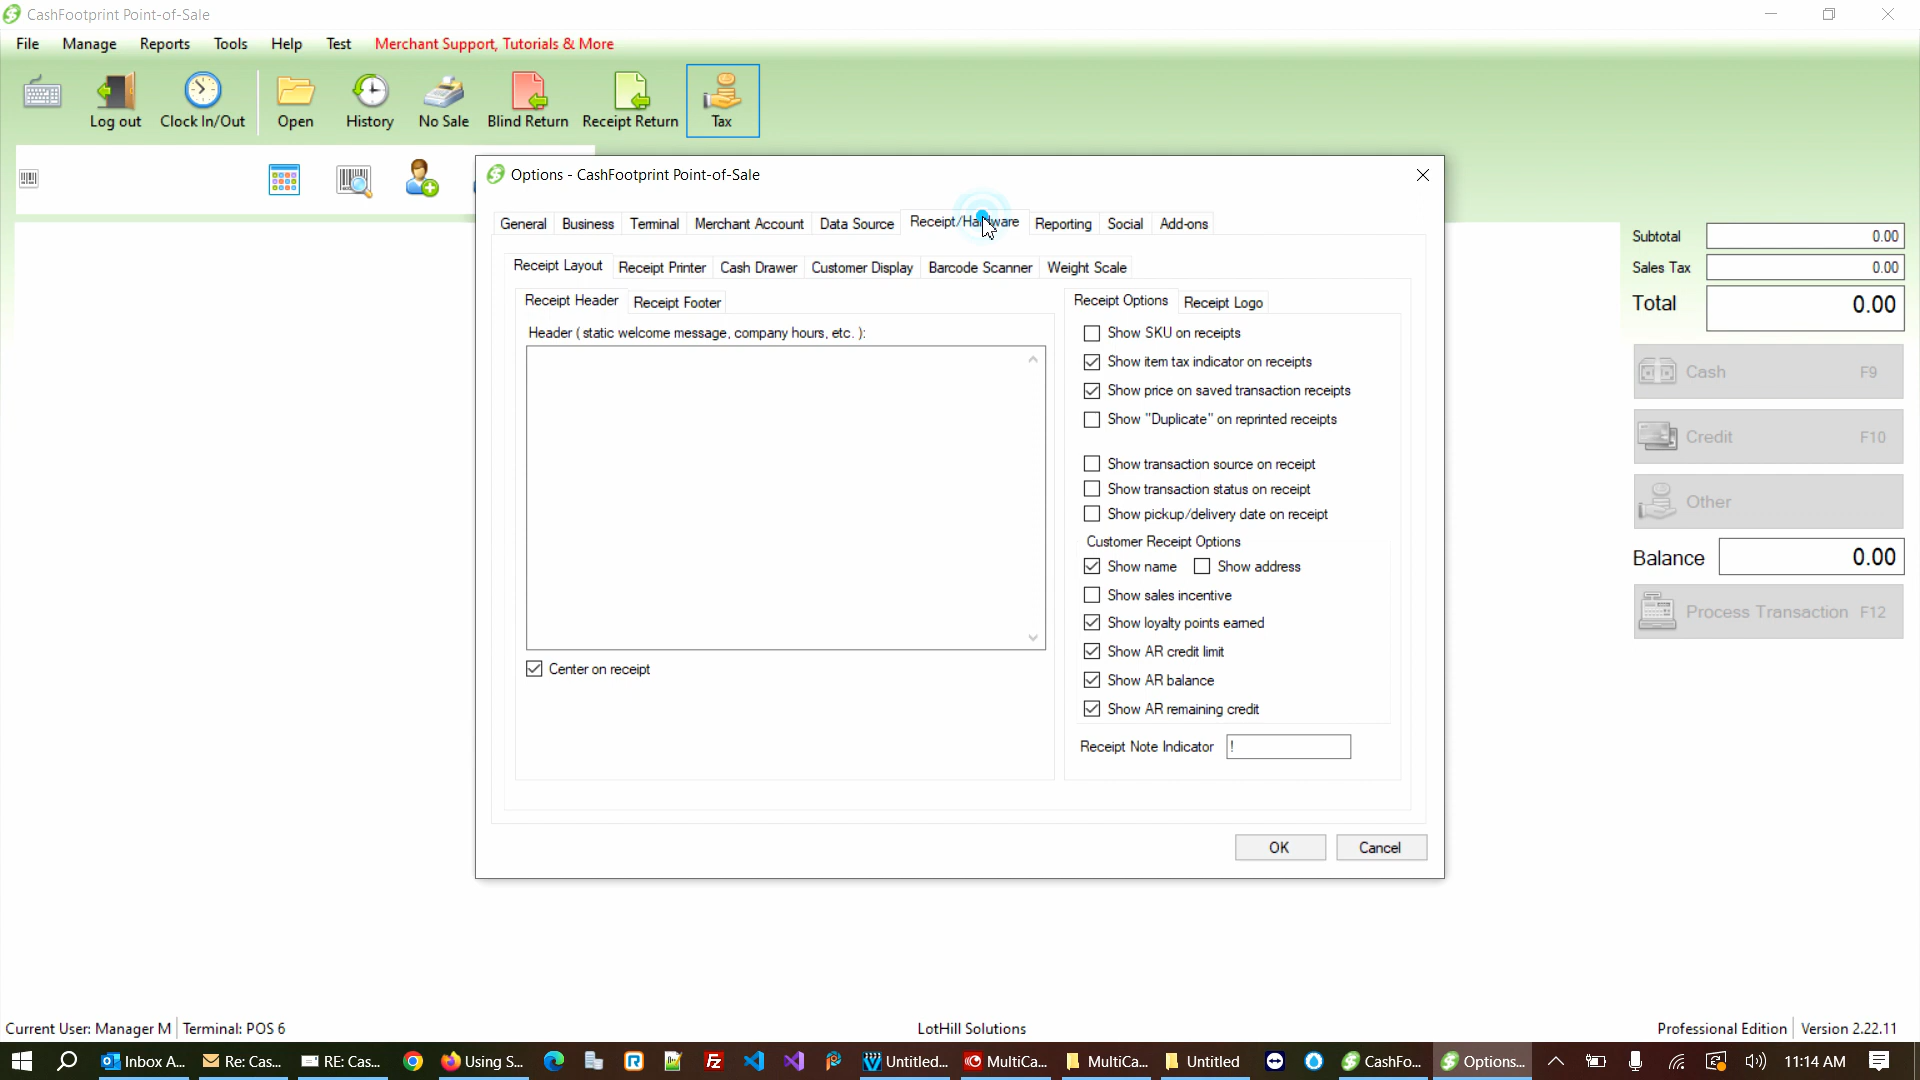 CashFootprint Point-of-Sale
File Manage Reports Tools Help Test Merchant Support, Tutorials & More
Log out Clock In/Out Open History No Sale Blind Return Receipt Return Tax
Options - CashFootprint Point-of-Sale
General Business Terminal Merchant Account Data Source Receipt/Hardware Reporting Social Add-ons
Receipt Layout Receipt Printer Cash Drawer Customer Display Barcode Scanner Weight Scale
Receipt Header Receipt Footer
Header ( static welcome message, company hours, etc. ):
Center on receipt
Receipt Options Receipt Logo
Show SKU on receipts
Show item tax indicator on receipts
Show price on saved transaction receipts
Show "Duplicate" on reprinted receipts
Show transaction source on receipt
Show transaction status on receipt
Show pickup/delivery date on receipt
Customer Receipt Options
Show name Show address
Show sales incentive
Show loyalty points earned
Show AR credit limit
Show AR balance
Show AR remaining credit
Receipt Note Indicator !
OK Cancel
Subtotal 0.00
Sales Tax 0.00
Total 0.00
Cash F9
Credit F10
Other
Balance 0.00
Process Transaction F12
Current User: Manager M Terminal: POS 6 LotHill Solutions Professional Edition Version 2.22.11
Inbox A... Re: Cas... RE: Cas... Using S... Untitled... MultiCa... MultiCa... Untitled CashFo... Options... 11:14 AM